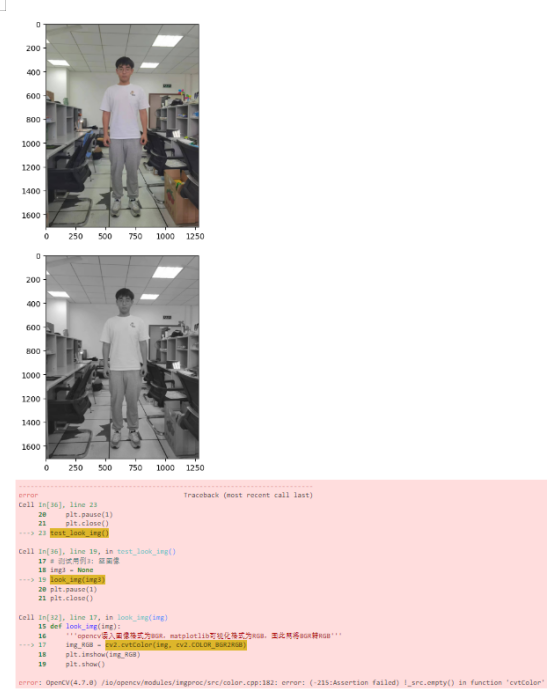 0
200
400
600
800
1000
1200
1400
1600
0 250 500 750 1000 1250
0
200
400
600
800
1000
1200
1400
1600
0 250 500 750 1000 1250
---------------------------------------------------------------------------
error Traceback (most recent call last)
Cell In[36], line 23
20 plt.pause(1)
21 plt.close()
---> 23 test_look_img()
Cell In[36], line 19, in test_look_img()
17 # 测试用例3: 空图像
18 img3 = None
---> 19 look_img(img3)
20 plt.pause(1)
21 plt.close()
Cell In[32], line 17, in look_img(img)
15 def look_img(img):
16 '''opencv读入图像格式为BGR，matplotlib可视化格式为RGB，因此需将BGR转RGB'''
---> 17 img_RGB = cv2.cvtColor(img, cv2.COLOR_BGR2RGB)
18 plt.imshow(img_RGB)
19 plt.show()
error: OpenCV(4.7.0) /io/opencv/modules/imgproc/src/color.cpp:182: error: (-215:Assertion failed) !_src.empty() in function 'cvtColor'